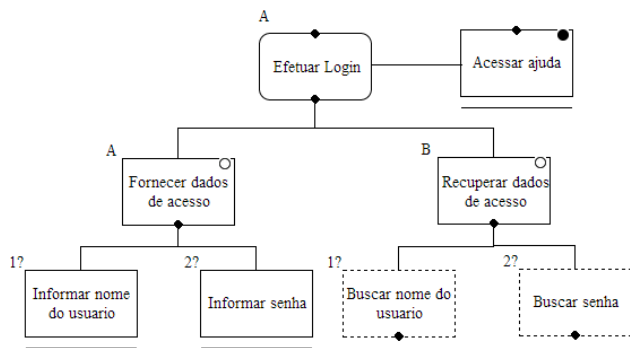 A
Efetuar Login
Acessar ajuda
A
Fornecer dados
de acesso
B
Recuperar dados
de acesso
1?
Informar nome
do usuario
2?
Informar senha
1?
Buscar nome do
usuario
2?
Buscar senha